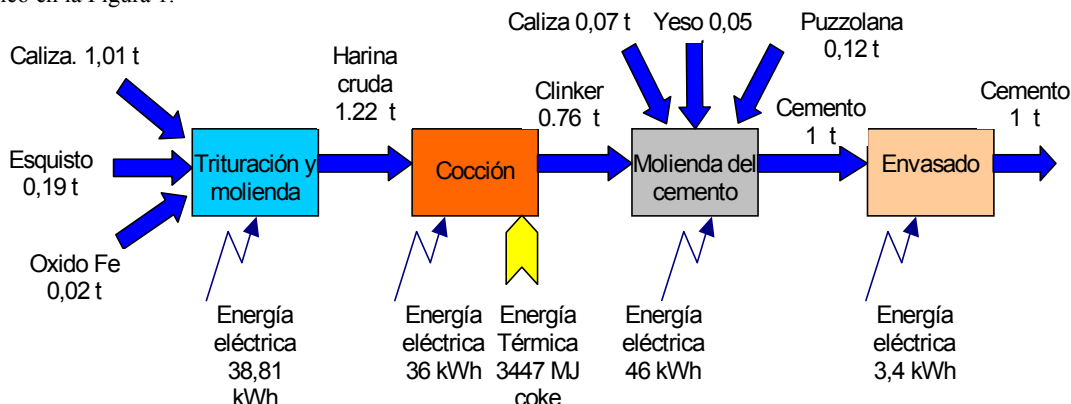 ico en la Figura 1.
Caliza. 1,01 t
Esquisto
0,19 t
Oxido Fe
0,02 t
Trituración y
molienda
Energía
eléctrica
38,81
kWh
Harina
cruda
1.22 t
Cocción
Energía
eléctrica
36 kWh
Energía
Térmica
3447 MJ
coke
Clinker
0.76 t
Caliza 0,07 t
Yeso 0,05
Puzzolana
0,12 t
Molienda del
cemento
Energía
eléctrica
46 kWh
Cemento
1 t
Envasado
Energía
eléctrica
3,4 kWh
Cemento
1 t